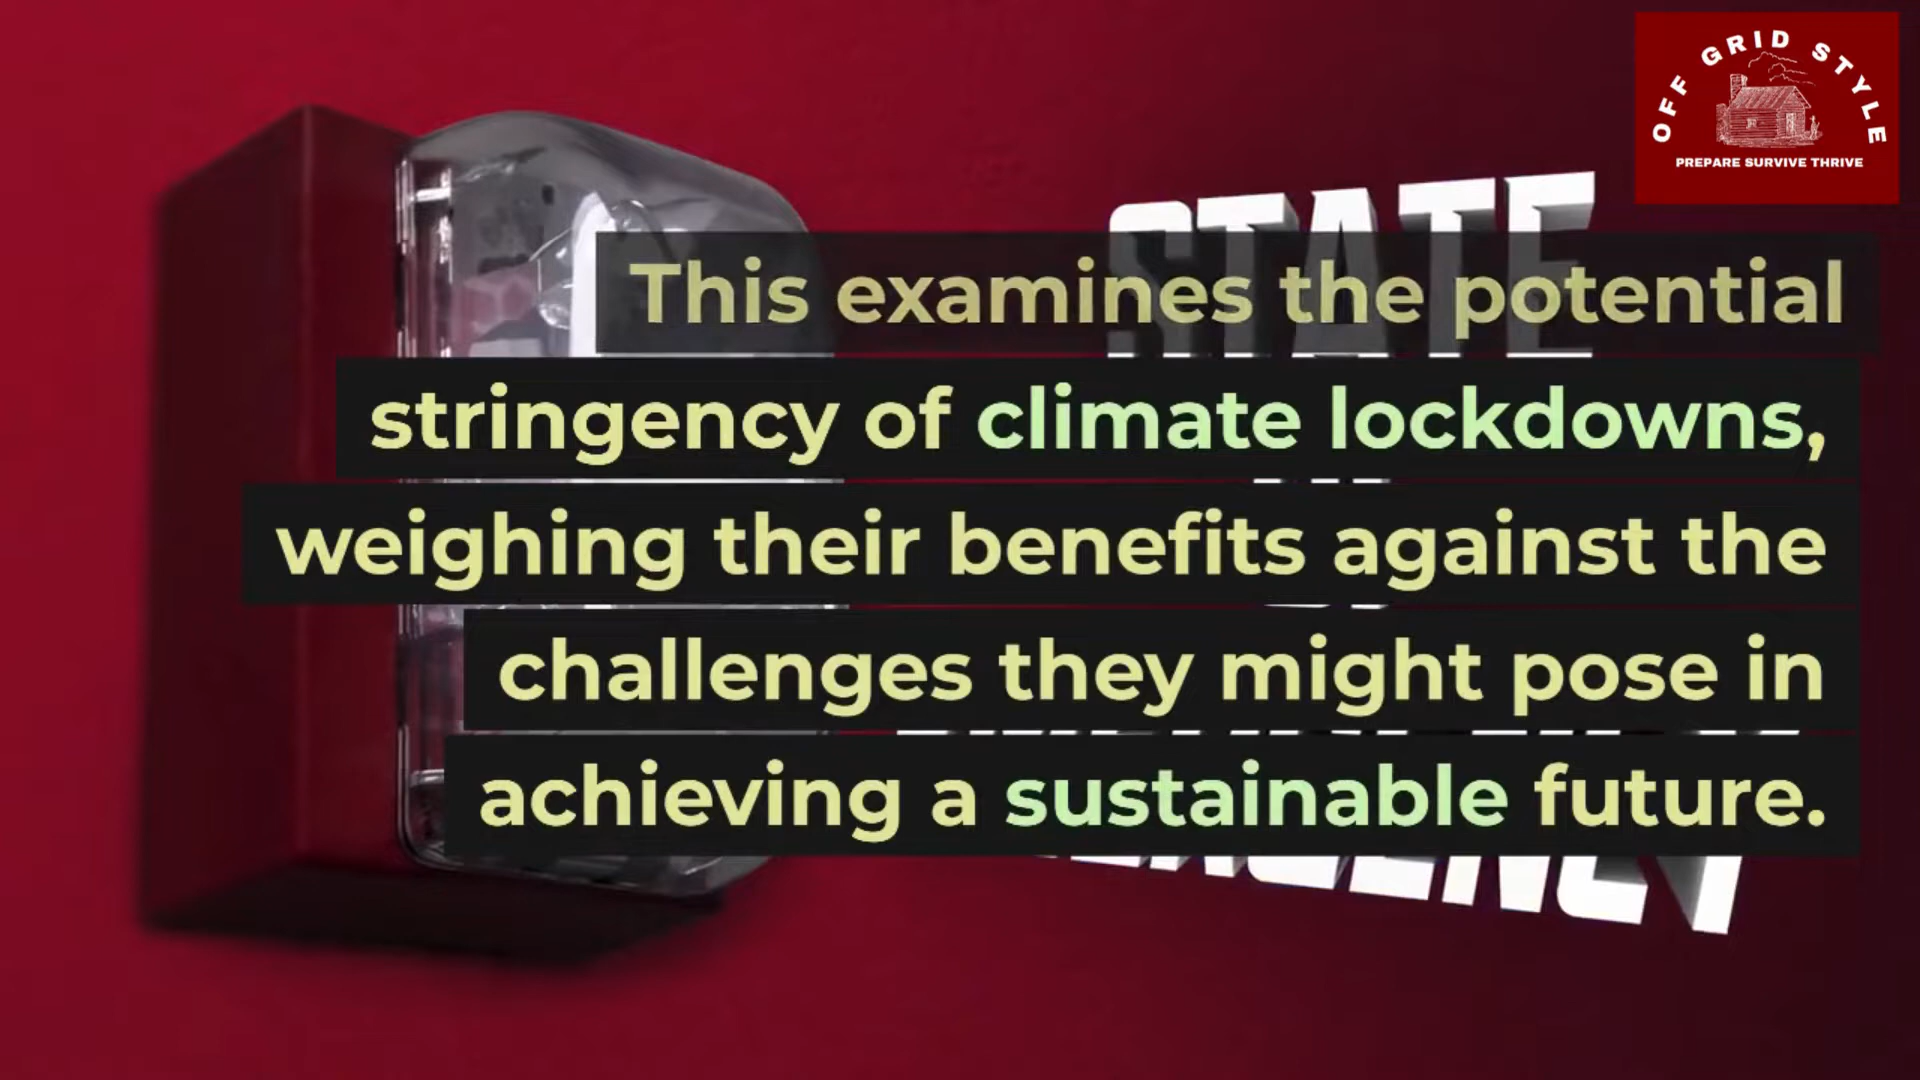 OFF GRID STYLE
PREPARE SURVIVE THRIVE
STATE
This examines the potential
stringency of climate lockdowns,
weighing their benefits against the
challenges they might pose in
achieving a sustainable future.